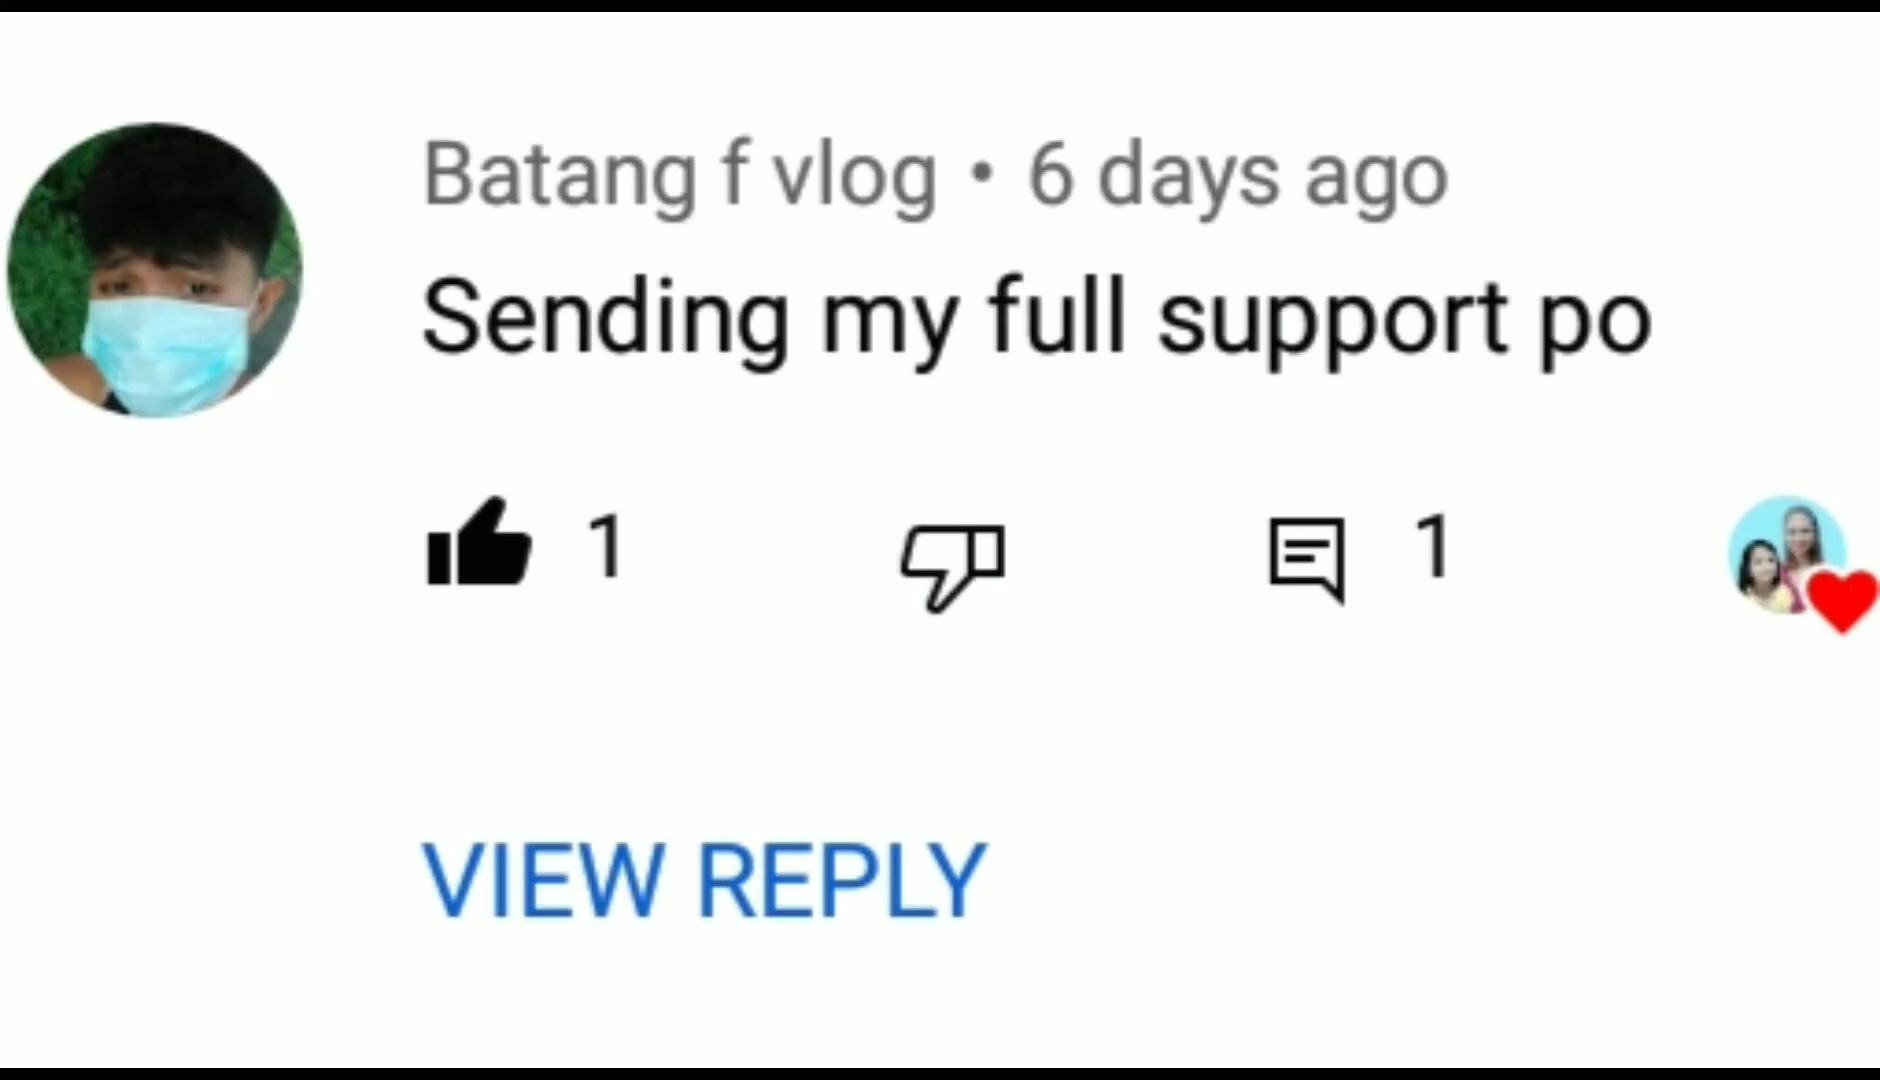 Batang f vlog • 6 days ago
Sending my full support po
1 1
VIEW REPLY